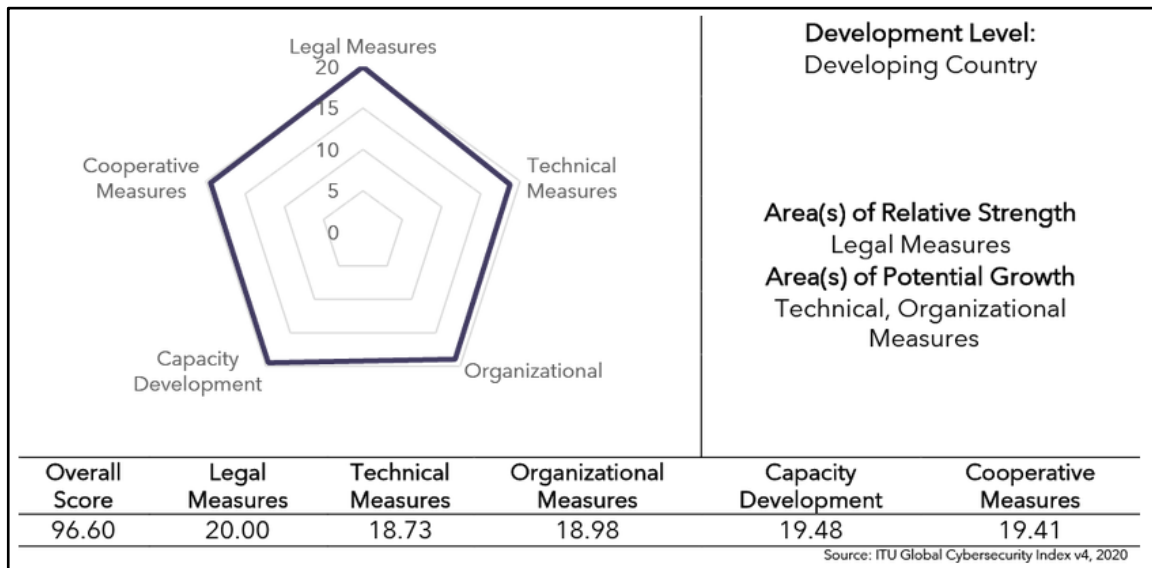 Legal Measures
20
15
10
5
0
Technical
Measures
Organizational
Capacity
Development
Cooperative
Measures
Development Level:
Developing Country
Area(s) of Relative Strength
Legal Measures
Area(s) of Potential Growth
Technical, Organizational
Measures
Overall Score Legal Measures Technical Measures Organizational Measures Capacity Development Cooperative Measures
96.60 20.00 18.73 18.98 19.48 19.41
Source: ITU Global Cybersecurity Index v4, 2020